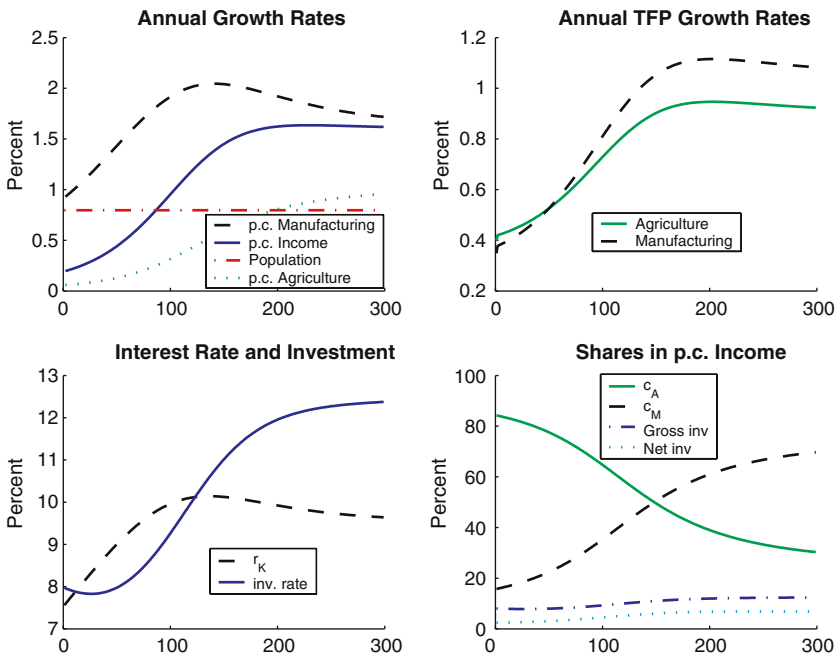 Annual Growth Rates
2.5
2
1.5
1
0.5
0
Percent
p.c. Manufacturing
p.c. Income
Population
p.c. Agriculture
0 100 200 300
Annual TFP Growth Rates
1.2
1
0.8
0.6
0.4
0.2
Percent
Agriculture
Manufacturing
0 100 200 300
Interest Rate and Investment
13
12
11
10
9
8
7
Percent
r_K
inv. rate
0 100 200 300
Shares in p.c. Income
100
80
60
40
20
0
Percent
c_A
c_M
Gross inv
Net inv
0 100 200 300